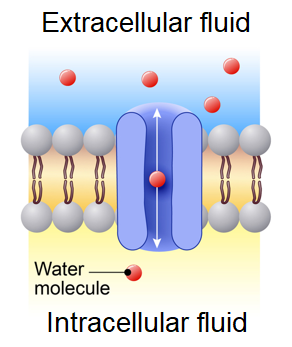 Extracellular fluid
Water
molecule
Intracellular fluid